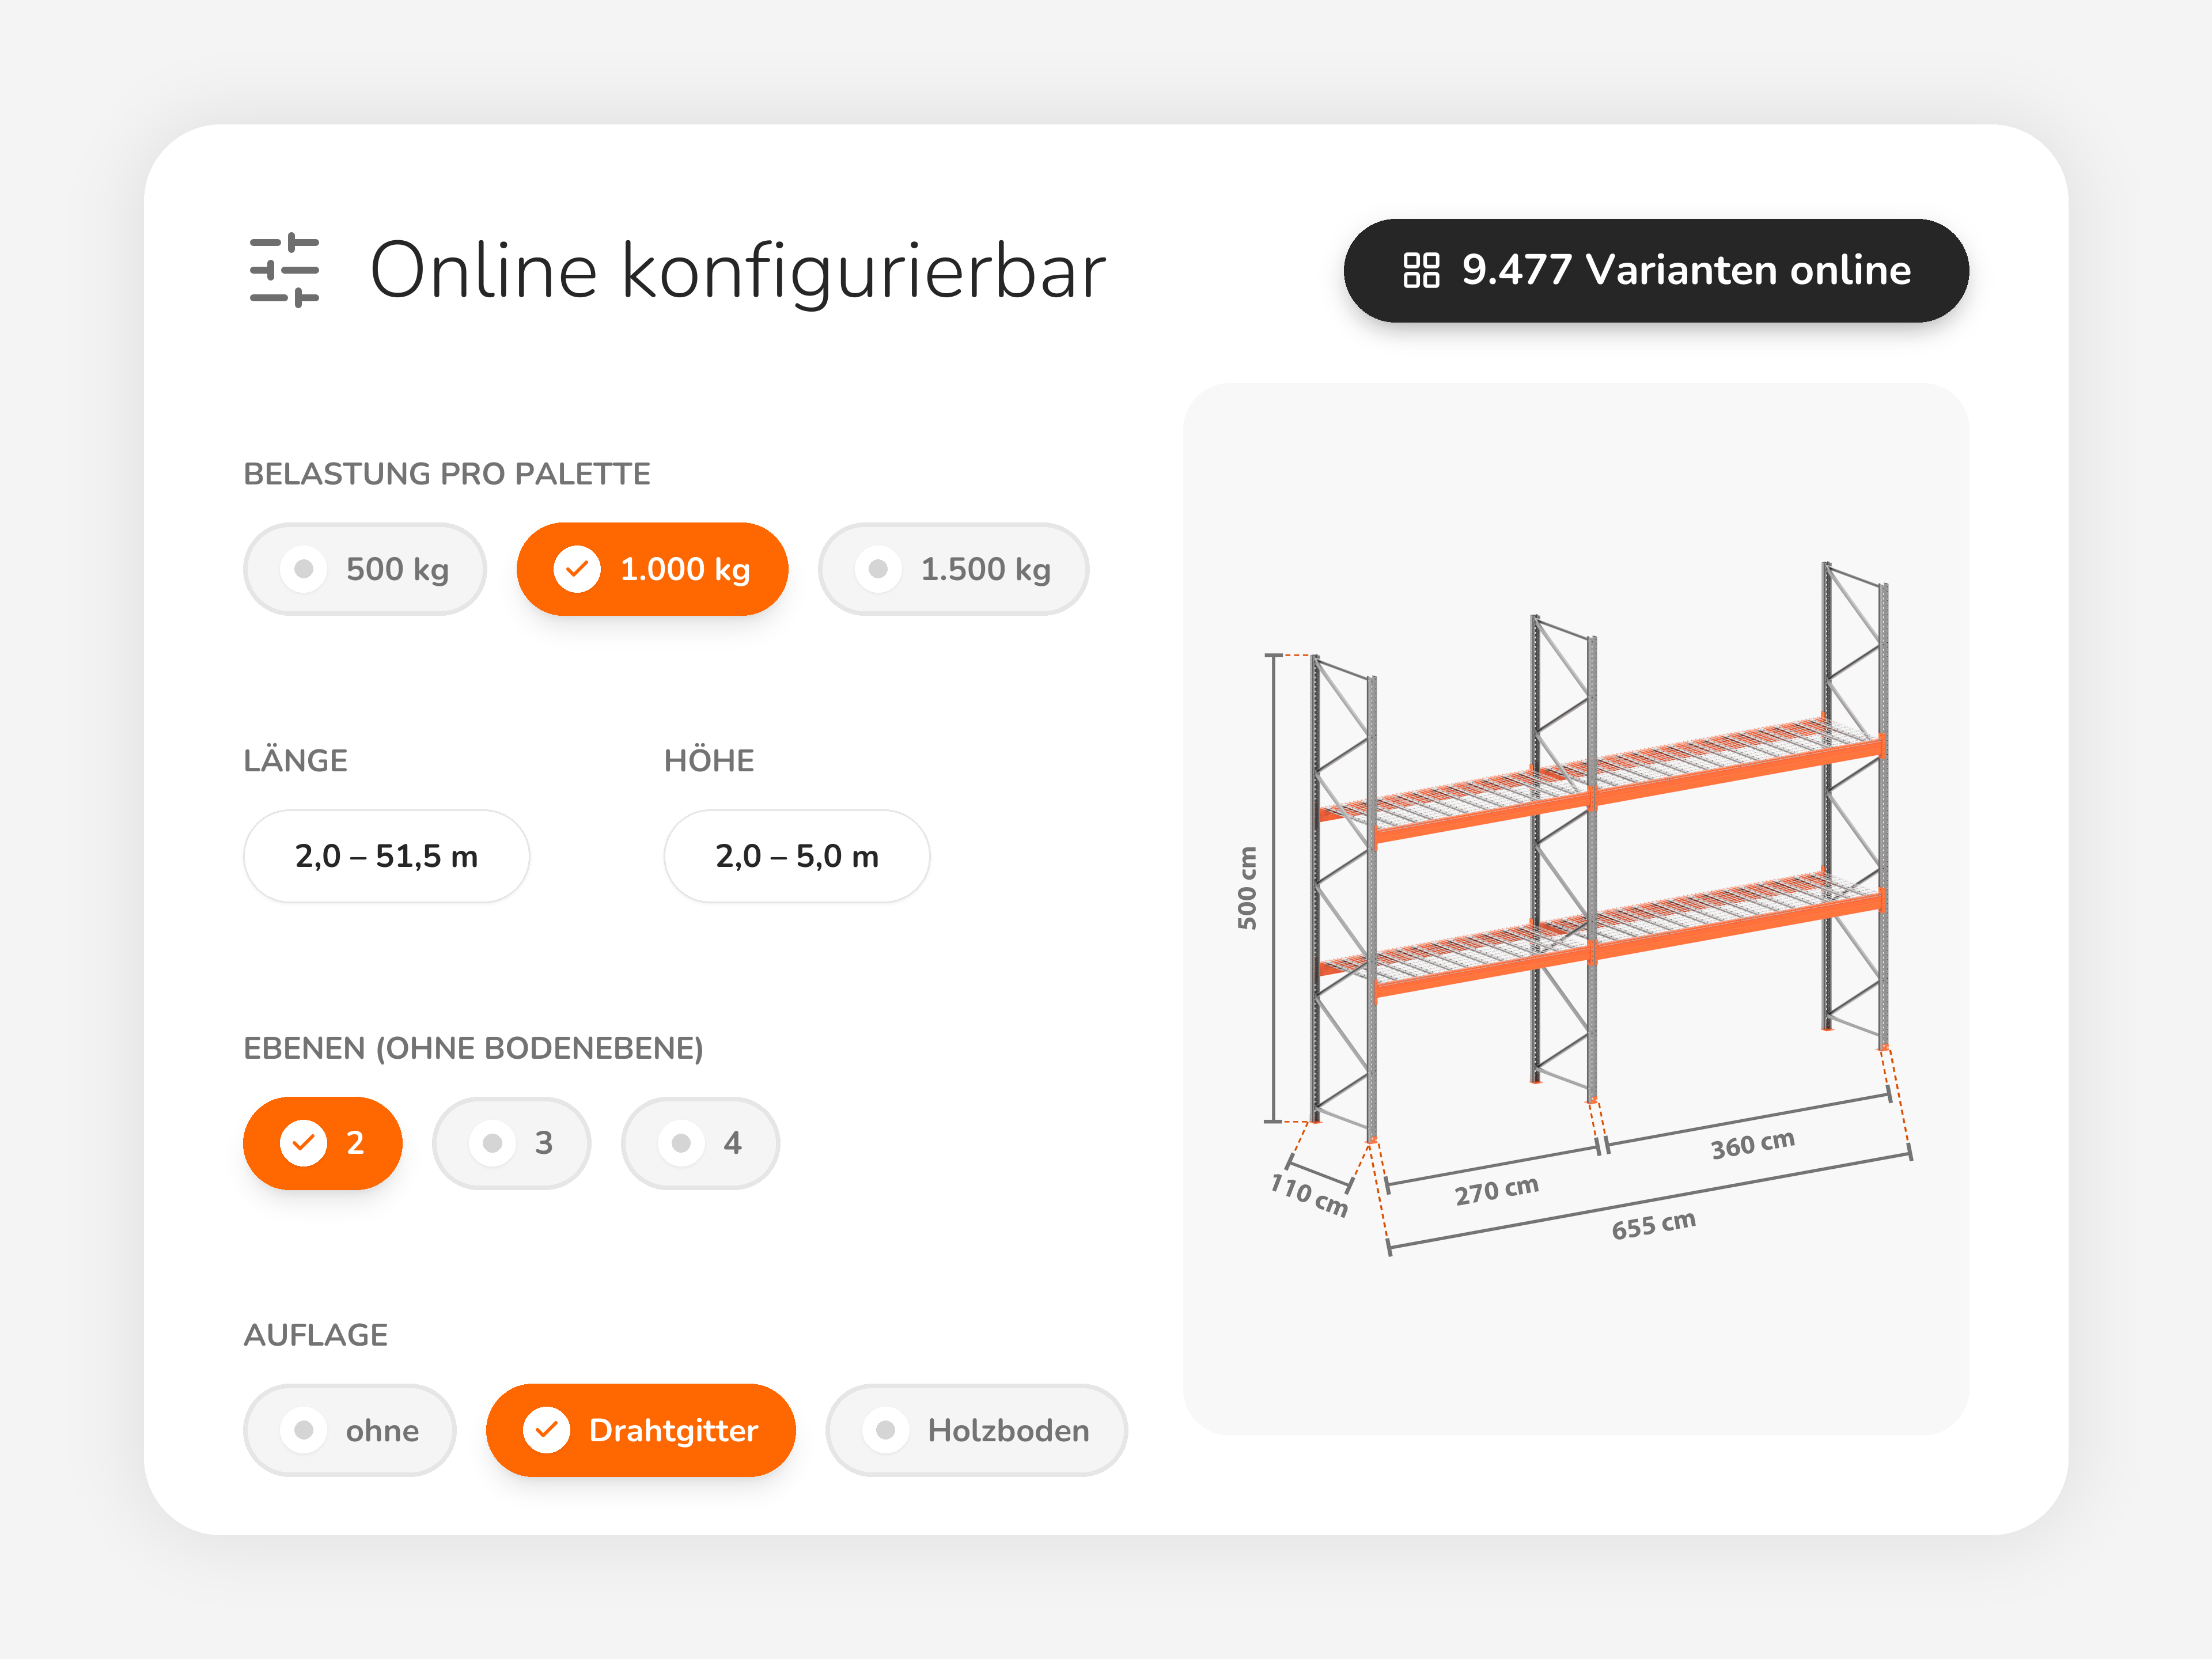 Online konfigurierbar
9.477 Varianten online
BELASTUNG PRO PALETTE
500 kg
1.000 kg
1.500 kg
LÄNGE
HÖHE
2,0 – 51,5 m
2,0 – 5,0 m
EBENEN (OHNE BODENEBENE)
2
3
4
AUFLAGE
ohne
Drahtgitter
Holzboden
500 cm
110 cm
270 cm
360 cm
655 cm